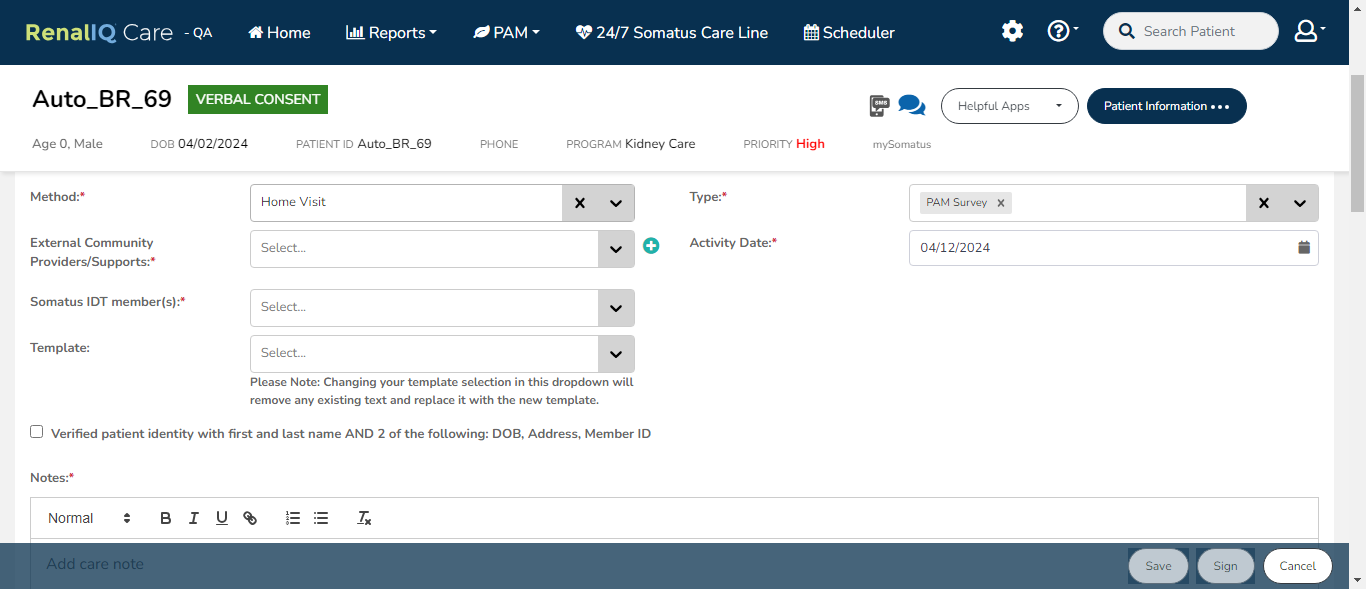 RenalIQ Care - QA Home Reports PAM 24/7 Somatus Care Line Scheduler Search Patient
Auto_BR_69 VERBAL CONSENT SMS Helpful Apps Patient Information
Age 0, Male DOB 04/02/2024 PATIENT ID Auto_BR_69 PHONE PROGRAM Kidney Care PRIORITY High mySomatus
Method:* Home Visit Type:* PAM Survey
External Community
Providers/Supports:* Select... Activity Date:* 04/12/2024
Somatus IDT member(s):* Select...
Template: Select...
Please Note: Changing your template selection in this dropdown will
remove any existing text and replace it with the new template.
Verified patient identity with first and last name AND 2 of the following: DOB, Address, Member ID
Notes:*
Normal B I U
Add care note Save Sign Cancel